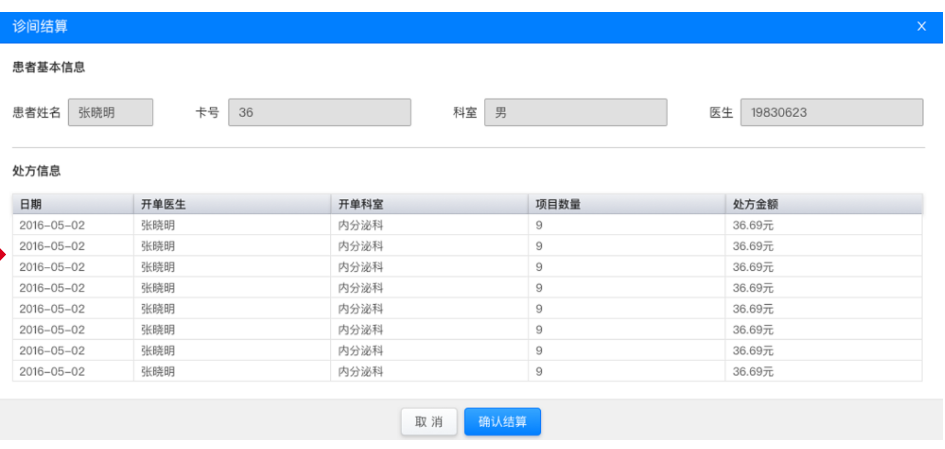 诊间结算 X
患者基本信息
患者姓名 张晓明 卡号 36 科室 男 医生 19830623
处方信息
日期 开单医生 开单科室 项目数量 处方金额
2016-05-02 张晓明 内分泌科 9 36.69元
2016-05-02 张晓明 内分泌科 9 36.69元
2016-05-02 张晓明 内分泌科 9 36.69元
2016-05-02 张晓明 内分泌科 9 36.69元
2016-05-02 张晓明 内分泌科 9 36.69元
2016-05-02 张晓明 内分泌科 9 36.69元
2016-05-02 张晓明 内分泌科 9 36.69元
2016-05-02 张晓明 内分泌科 9 36.69元
取 消 确认结算